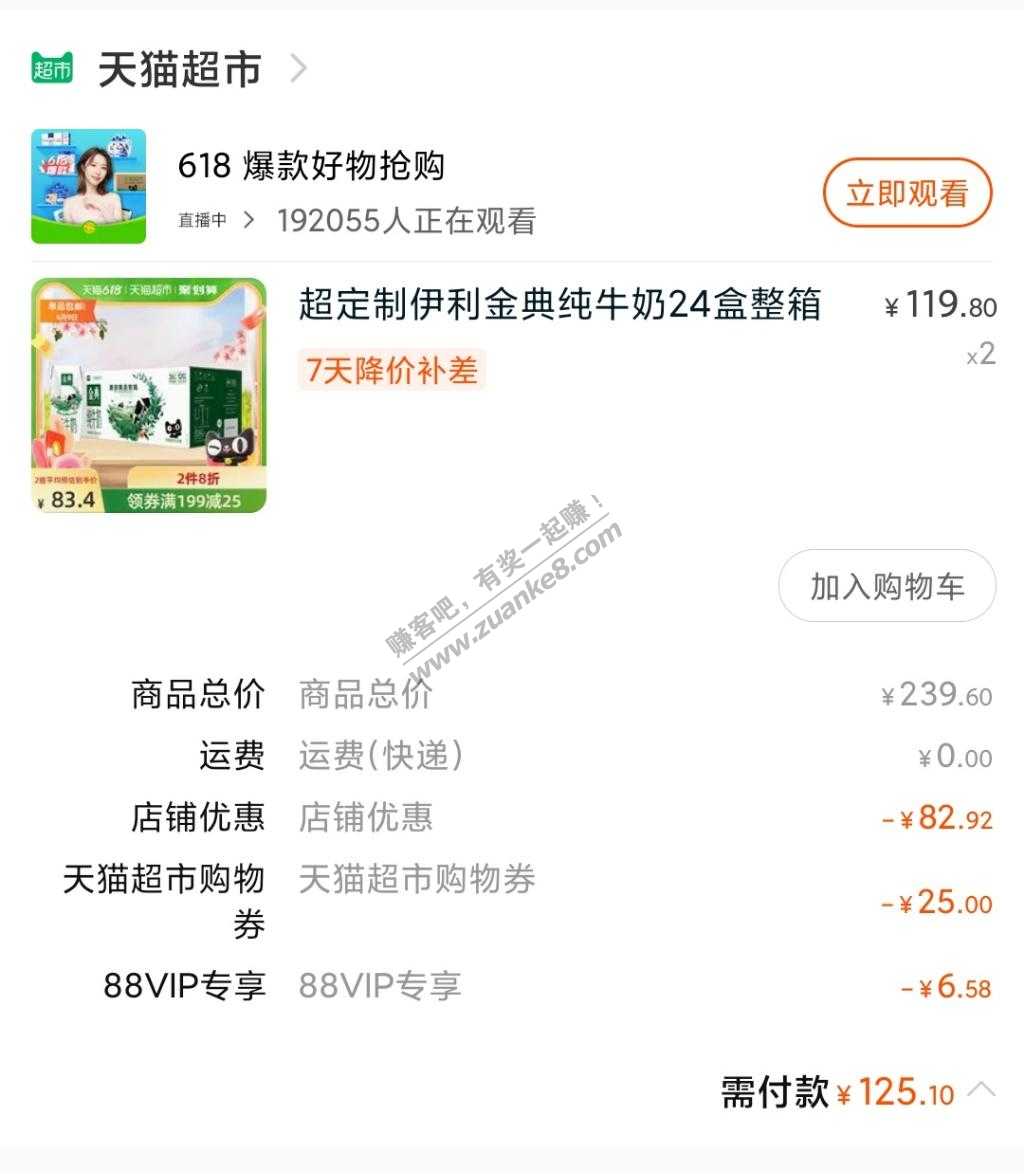 超市 天猫超市
618 爆款好物抢购
直播中 192055人正在观看
立即观看
天猫618 | 天猫超市 | 聚划算
超定制伊利金典纯牛奶24盒整箱 ¥119.80
x2
7天降价补差
金典
2件8折
¥83.4 领券满199减25
赚客吧，有奖一起赚！
www.zuanke8.com
加入购物车
商品总价 商品总价 ¥239.60
运费 运费(快递) ¥0.00
店铺优惠 店铺优惠 -¥82.92
天猫超市购物 天猫超市购物券
券 -¥25.00
88VIP专享 88VIP专享 -¥6.58
需付款 ¥125.10